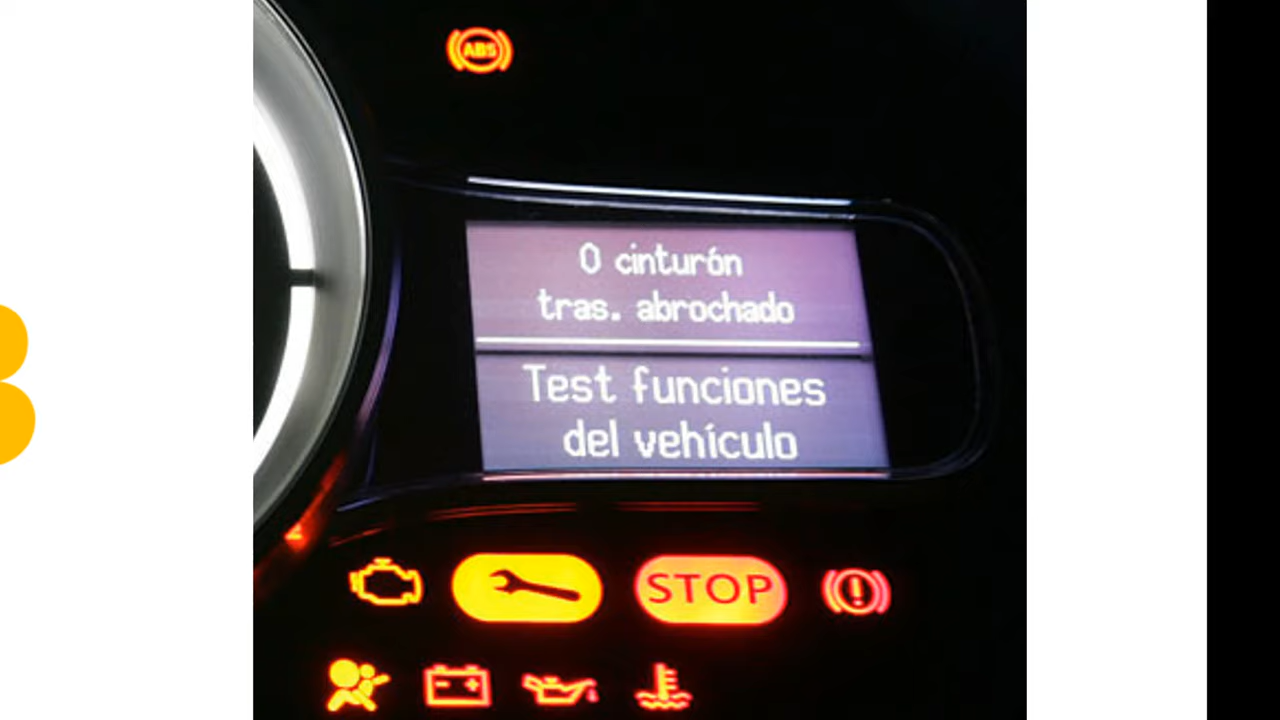 ABS
0 cinturón
tras. abrochado
Test funciones
del vehículo
STOP